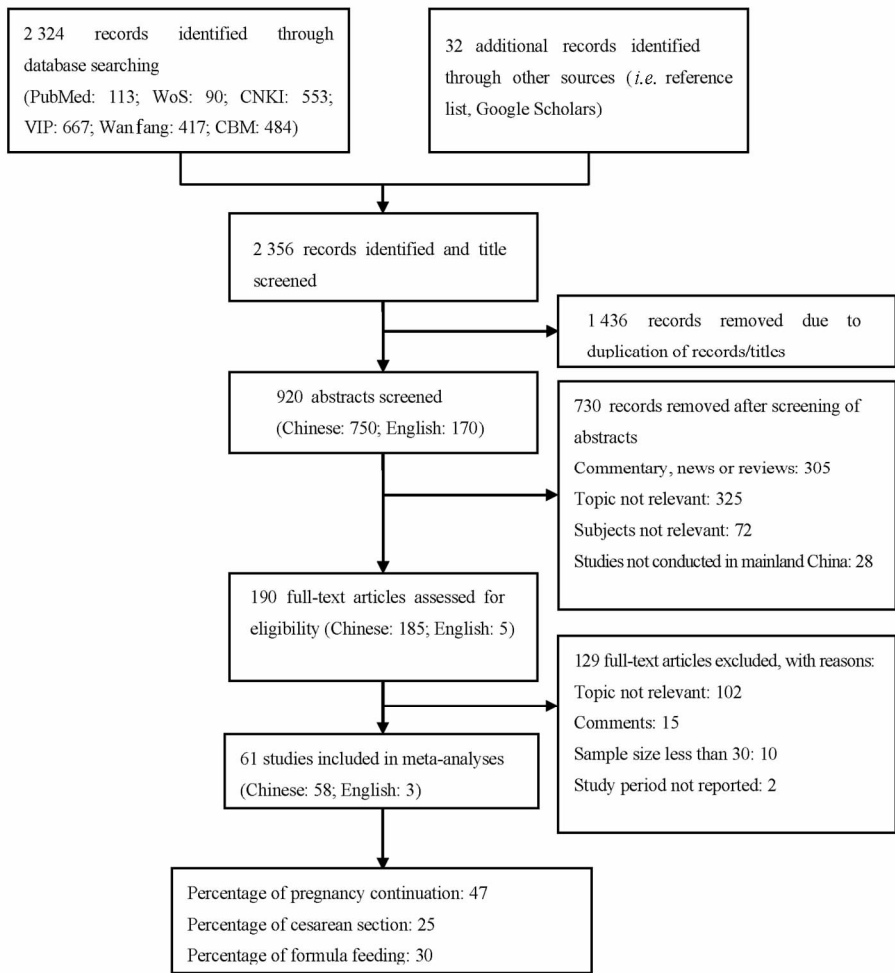 2 324 records identified through
database searching
(PubMed: 113; WoS: 90; CNKI: 553;
VIP: 667; Wanfang: 417; CBM: 484)
32 additional records identified
through other sources (i.e. reference
list, Google Scholars)
2 356 records identified and title
screened
1 436 records removed due to
duplication of records/titles
920 abstracts screened
(Chinese: 750; English: 170)
730 records removed after screening of
abstracts
Commentary, news or reviews: 305
Topic not relevant: 325
Subjects not relevant: 72
Studies not conducted in mainland China: 28
190 full-text articles assessed for
eligibility (Chinese: 185; English: 5)
129 full-text articles excluded, with reasons:
Topic not relevant: 102
Comments: 15
Sample size less than 30: 10
Study period not reported: 2
61 studies included in meta-analyses
(Chinese: 58; English: 3)
Percentage of pregnancy continuation: 47
Percentage of cesarean section: 25
Percentage of formula feeding: 30